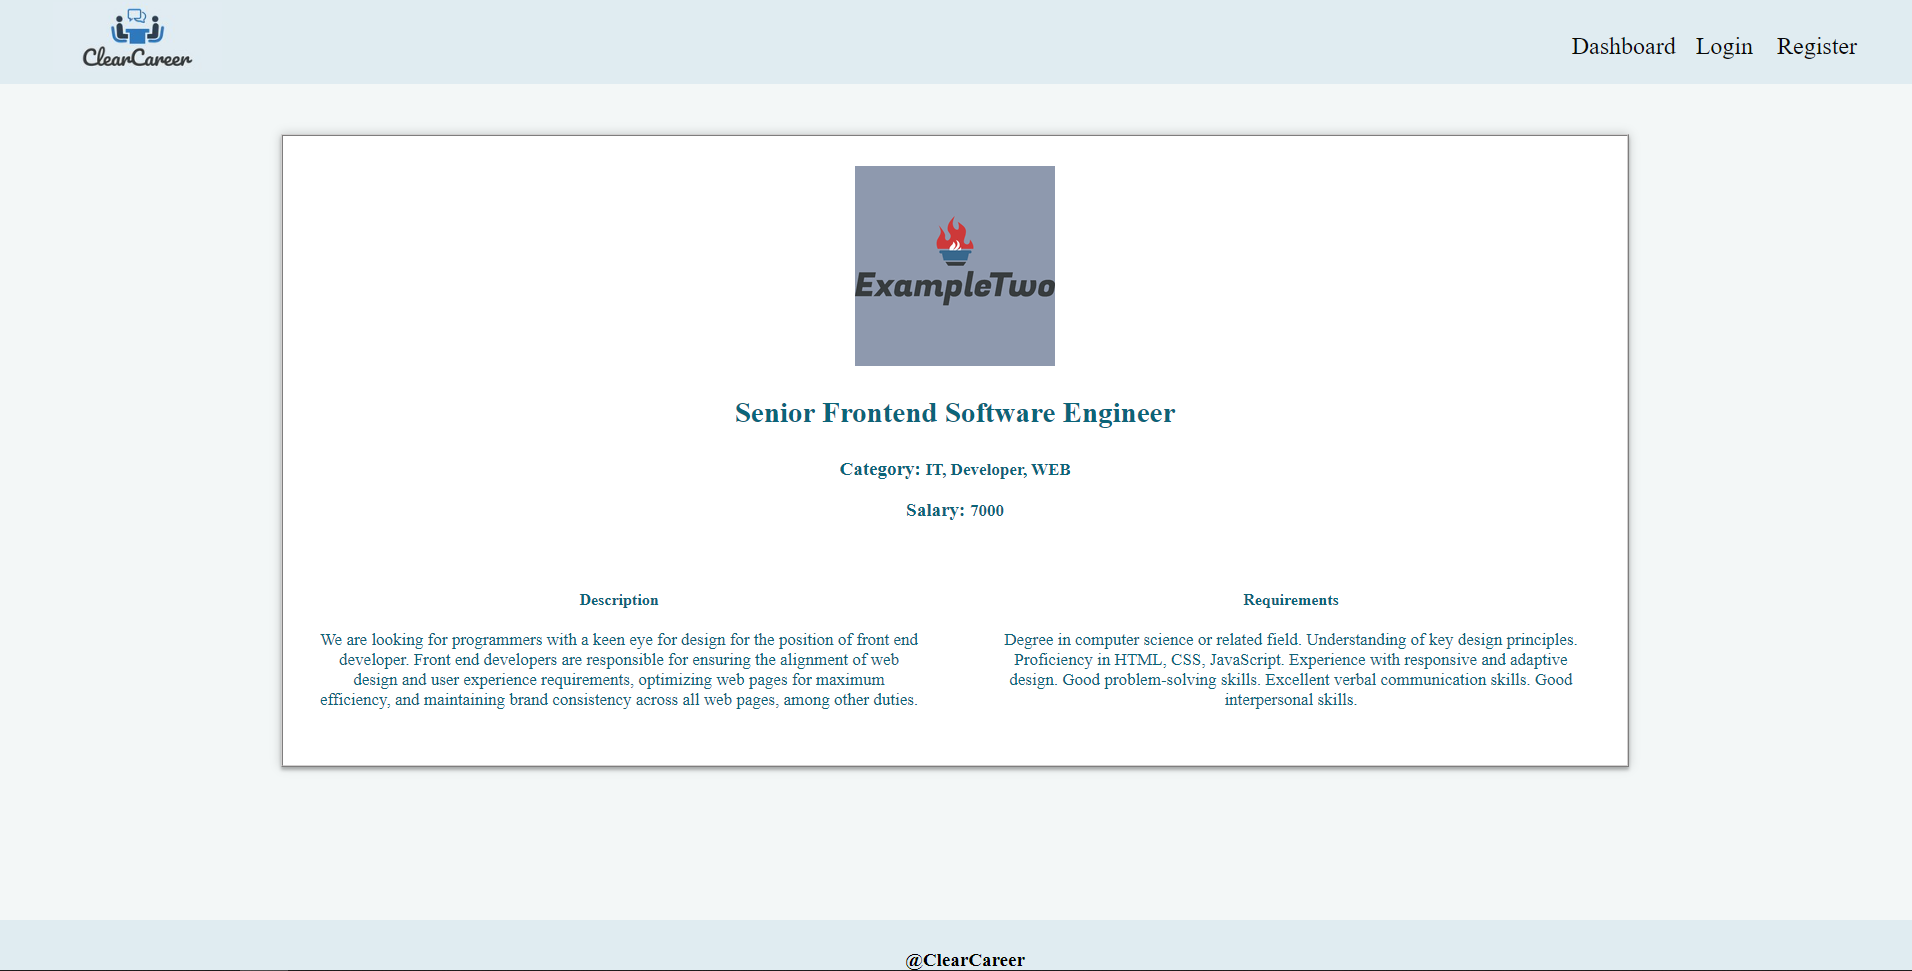 ClearCareer
Dashboard Login Register
ExampleTwo
Senior Frontend Software Engineer
Category: IT, Developer, WEB
Salary: 7000
Description
We are looking for programmers with a keen eye for design for the position of front end
developer. Front end developers are responsible for ensuring the alignment of web
design and user experience requirements, optimizing web pages for maximum
efficiency, and maintaining brand consistency across all web pages, among other duties.
Requirements
Degree in computer science or related field. Understanding of key design principles.
Proficiency in HTML, CSS, JavaScript. Experience with responsive and adaptive
design. Good problem-solving skills. Excellent verbal communication skills. Good
interpersonal skills.
@ClearCareer